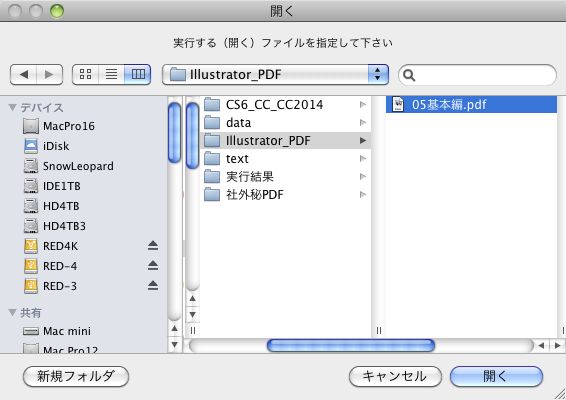 開く
実行する（開く）ファイルを指定して下さい
Illustrator_PDF
デバイス
MacPro16
iDisk
SnowLeopard
IDE1TB
HD4TB
HD4TB3
RED4K
RED-4
RED-3
共有
Mac mini
Mac Pro12
CS6_CC_CC2014
data
Illustrator_PDF
text
実行結果
社外秘PDF
05基本編.pdf
新規フォルダ
キャンセル
開く